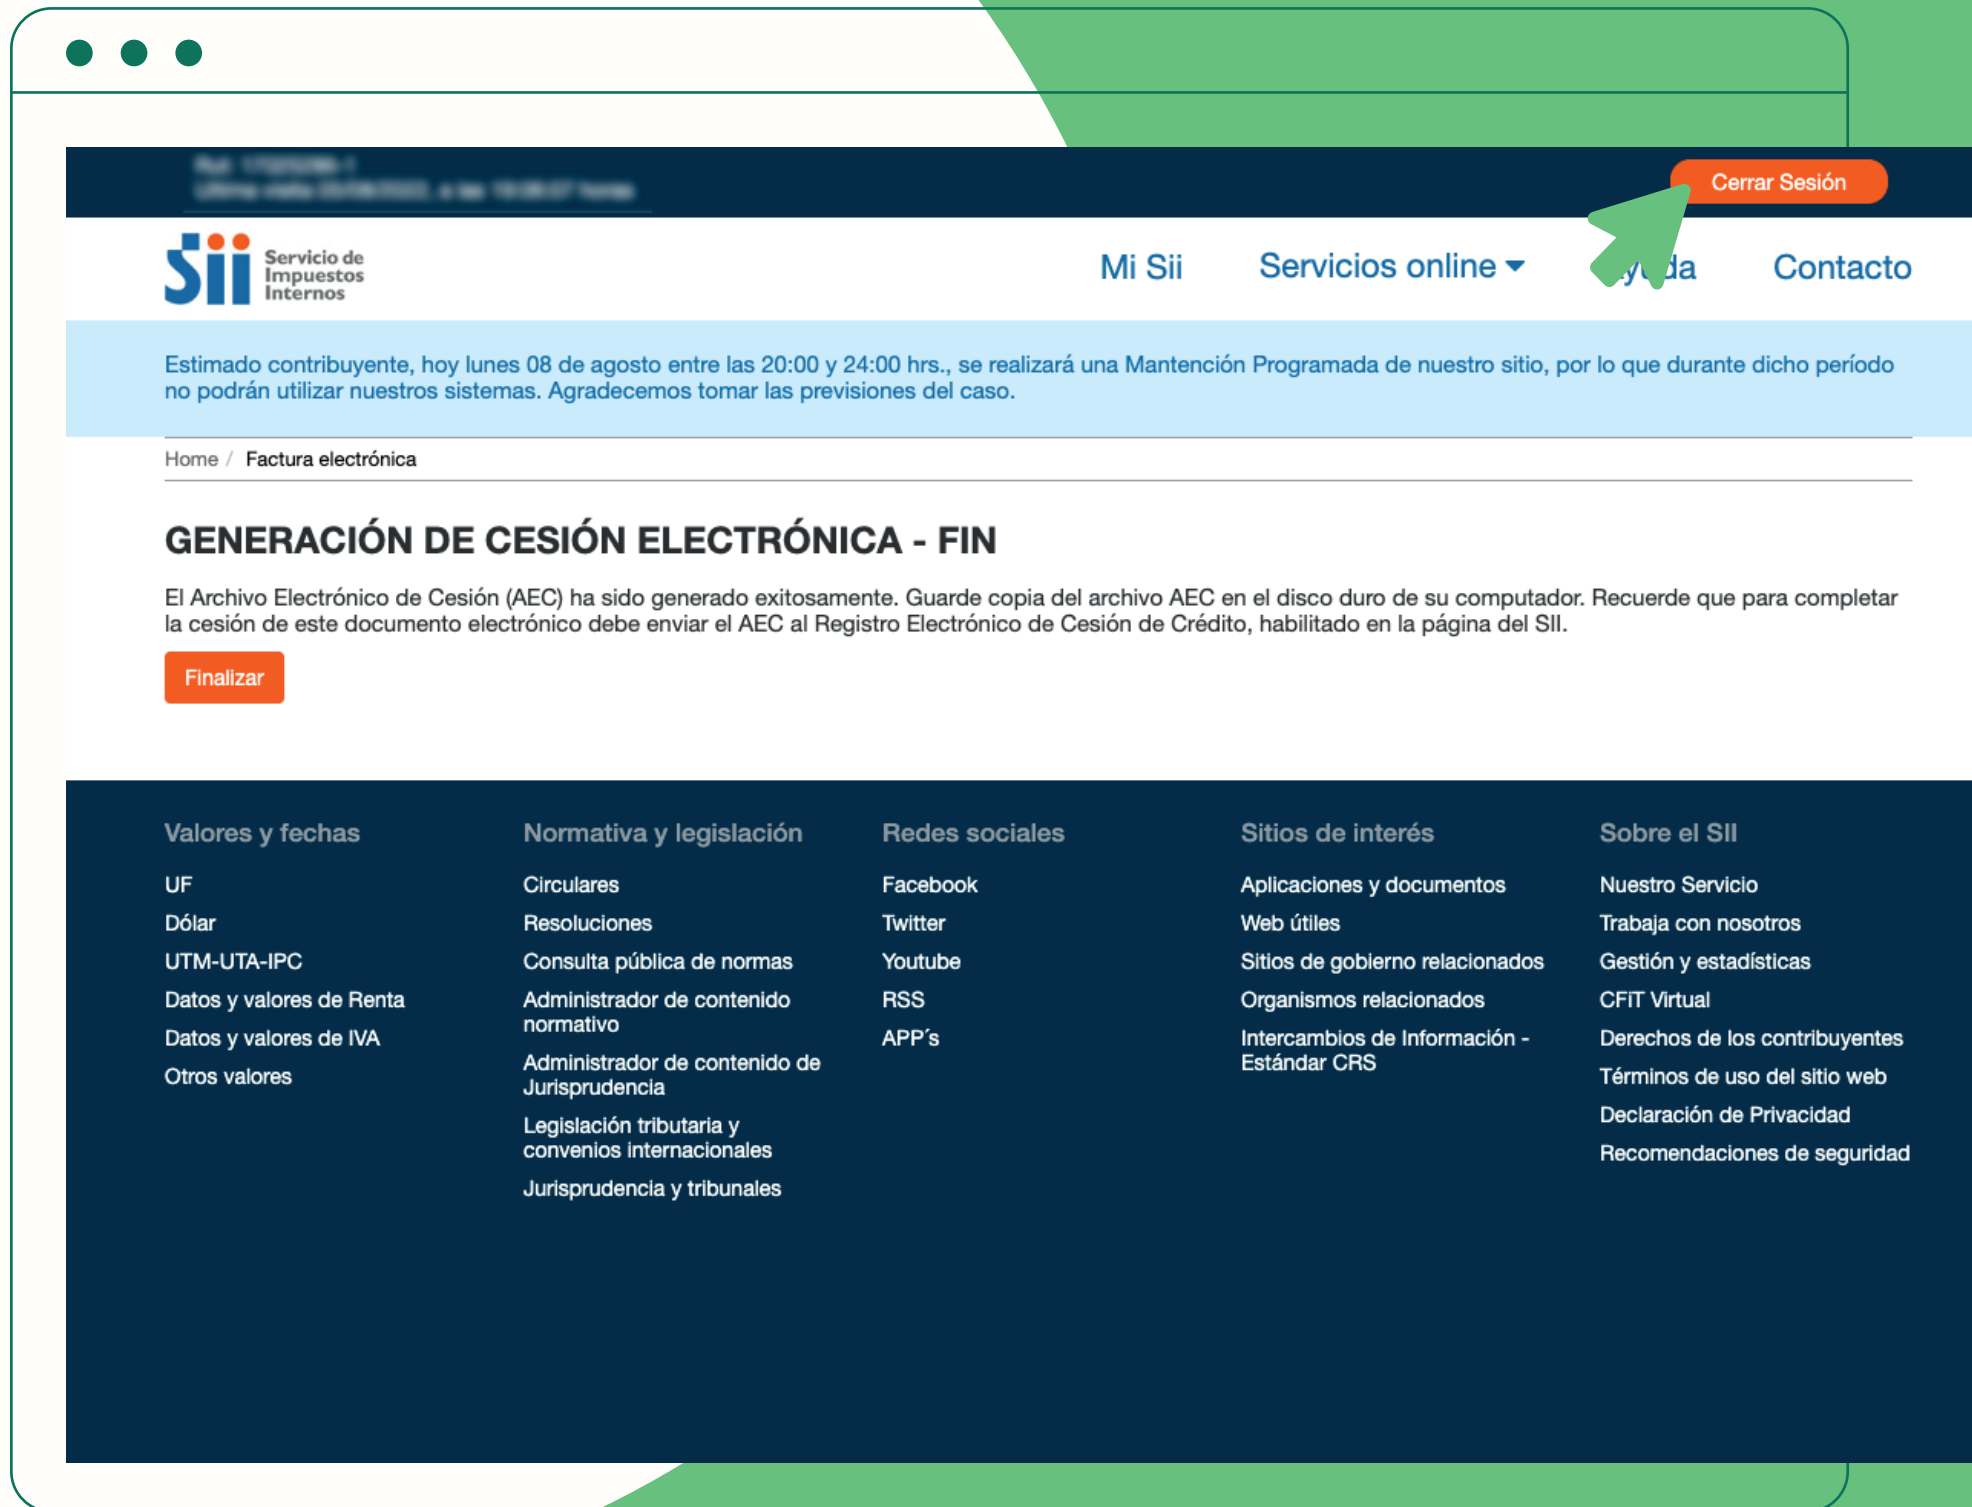 Cerrar Sesión
Sii Servicio de
Impuestos
Internos
Mi Sii Servicios online Contacto
Estimado contribuyente, hoy lunes 08 de agosto entre las 20:00 y 24:00 hrs., se realizará una Mantención Programada de nuestro sitio, por lo que durante dicho período
no podrán utilizar nuestros sistemas. Agradecemos tomar las previsiones del caso.
Home / Factura electrónica
GENERACIÓN DE CESIÓN ELECTRÓNICA - FIN
El Archivo Electrónico de Cesión (AEC) ha sido generado exitosamente. Guarde copia del archivo AEC en el disco duro de su computador. Recuerde que para completar
la cesión de este documento electrónico debe enviar el AEC al Registro Electrónico de Cesión de Crédito, habilitado en la página del SII.
Finalizar
Valores y fechas
UF
Dólar
UTM-UTA-IPC
Datos y valores de Renta
Datos y valores de IVA
Otros valores
Normativa y legislación
Circulares
Resoluciones
Consulta pública de normas
Administrador de contenido
normativo
Administrador de contenido de
Jurisprudencia
Legislación tributaria y
convenios internacionales
Jurisprudencia y tribunales
Redes sociales
Facebook
Twitter
Youtube
RSS
APP´s
Sitios de interés
Aplicaciones y documentos
Web útiles
Sitios de gobierno relacionados
Organismos relacionados
Intercambios de Información -
Estándar CRS
Sobre el SII
Nuestro Servicio
Trabaja con nosotros
Gestión y estadísticas
CFiT Virtual
Derechos de los contribuyentes
Términos de uso del sitio web
Declaración de Privacidad
Recomendaciones de seguridad